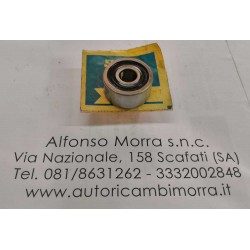 Alfonso Morra s.n.c.
Via Nazionale, 158 Scafati (SA)
Tel. 081/8631262 - 3332002848
www.autoricambimorra.it